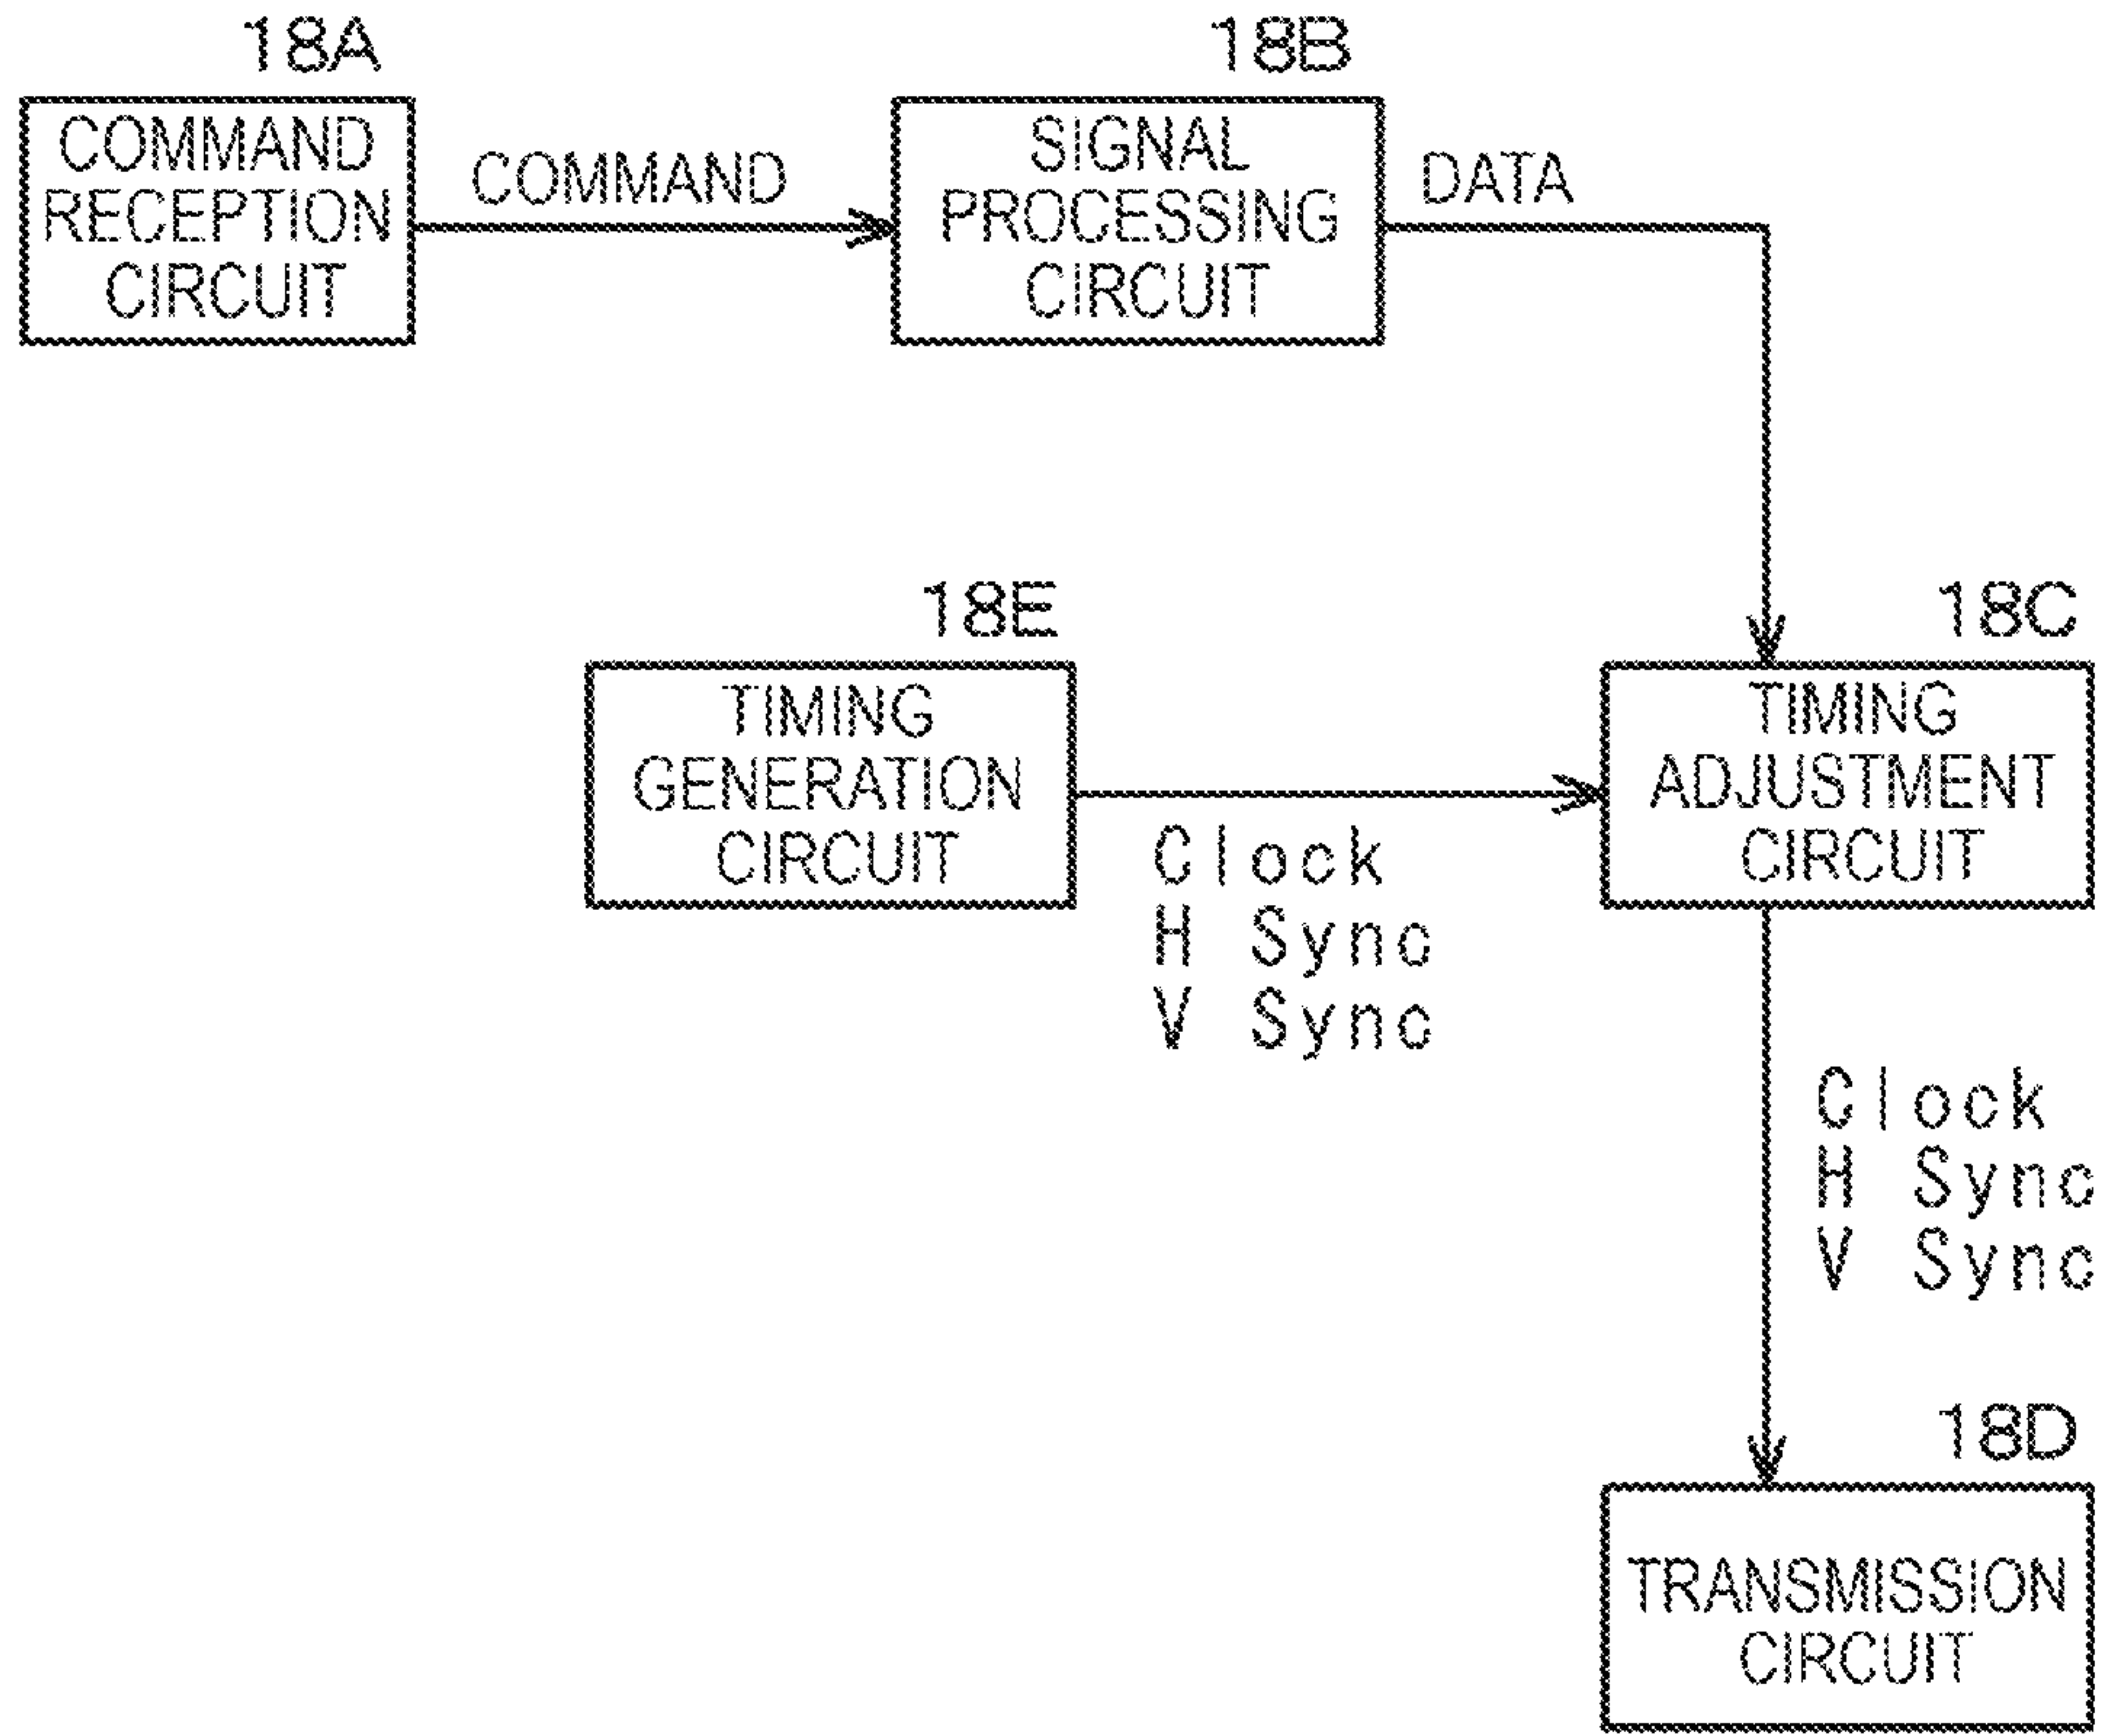 18A
COMMAND
RECEPTION
CIRCUIT
COMMAND
18B
SIGNAL
PROCESSING
CIRCUIT
DATA
18E
TIMING
GENERATION
CIRCUIT
Clock
H Sync
V Sync
18C
TIMING
ADJUSTMENT
CIRCUIT
Clock
H Sync
V Sync
18D
TRANSMISSION
CIRCUIT